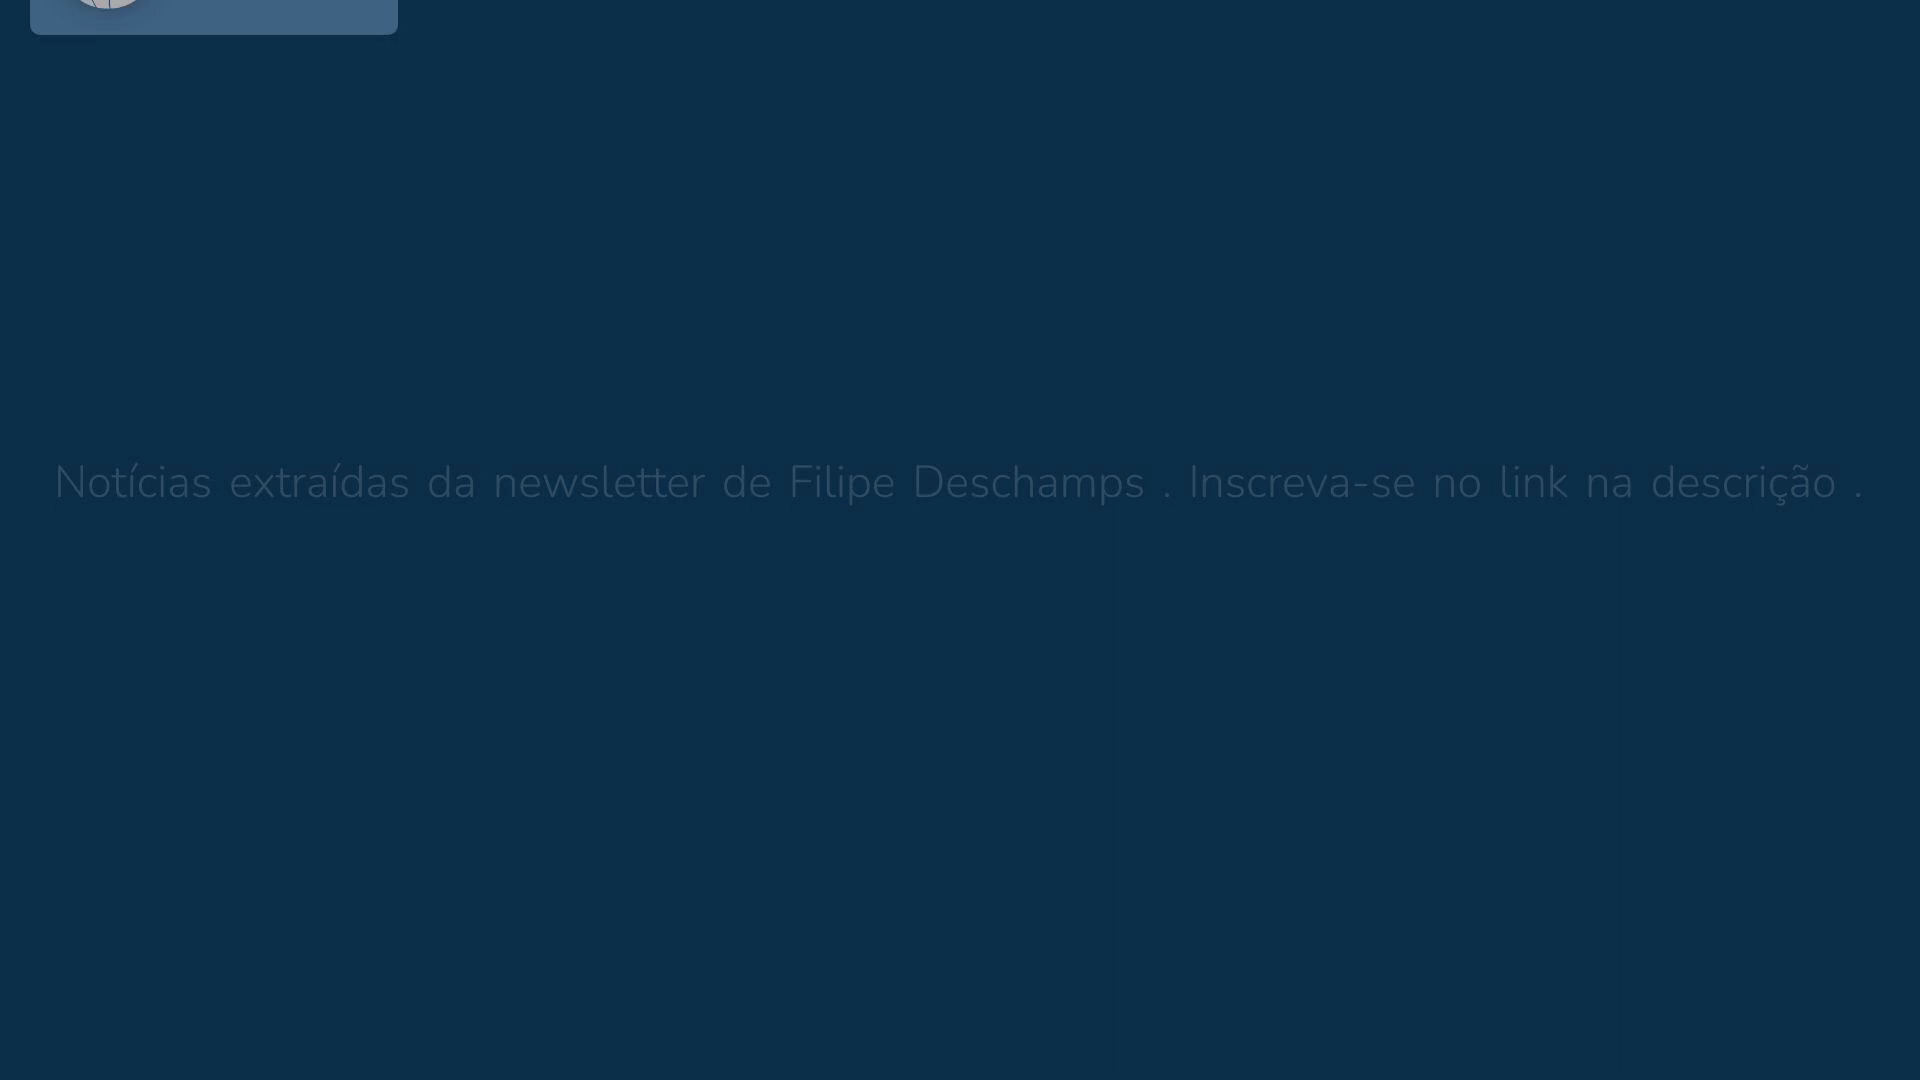 Notícias extraídas da newsletter de Filipe Deschamps . Inscreva-se no link na descrição .